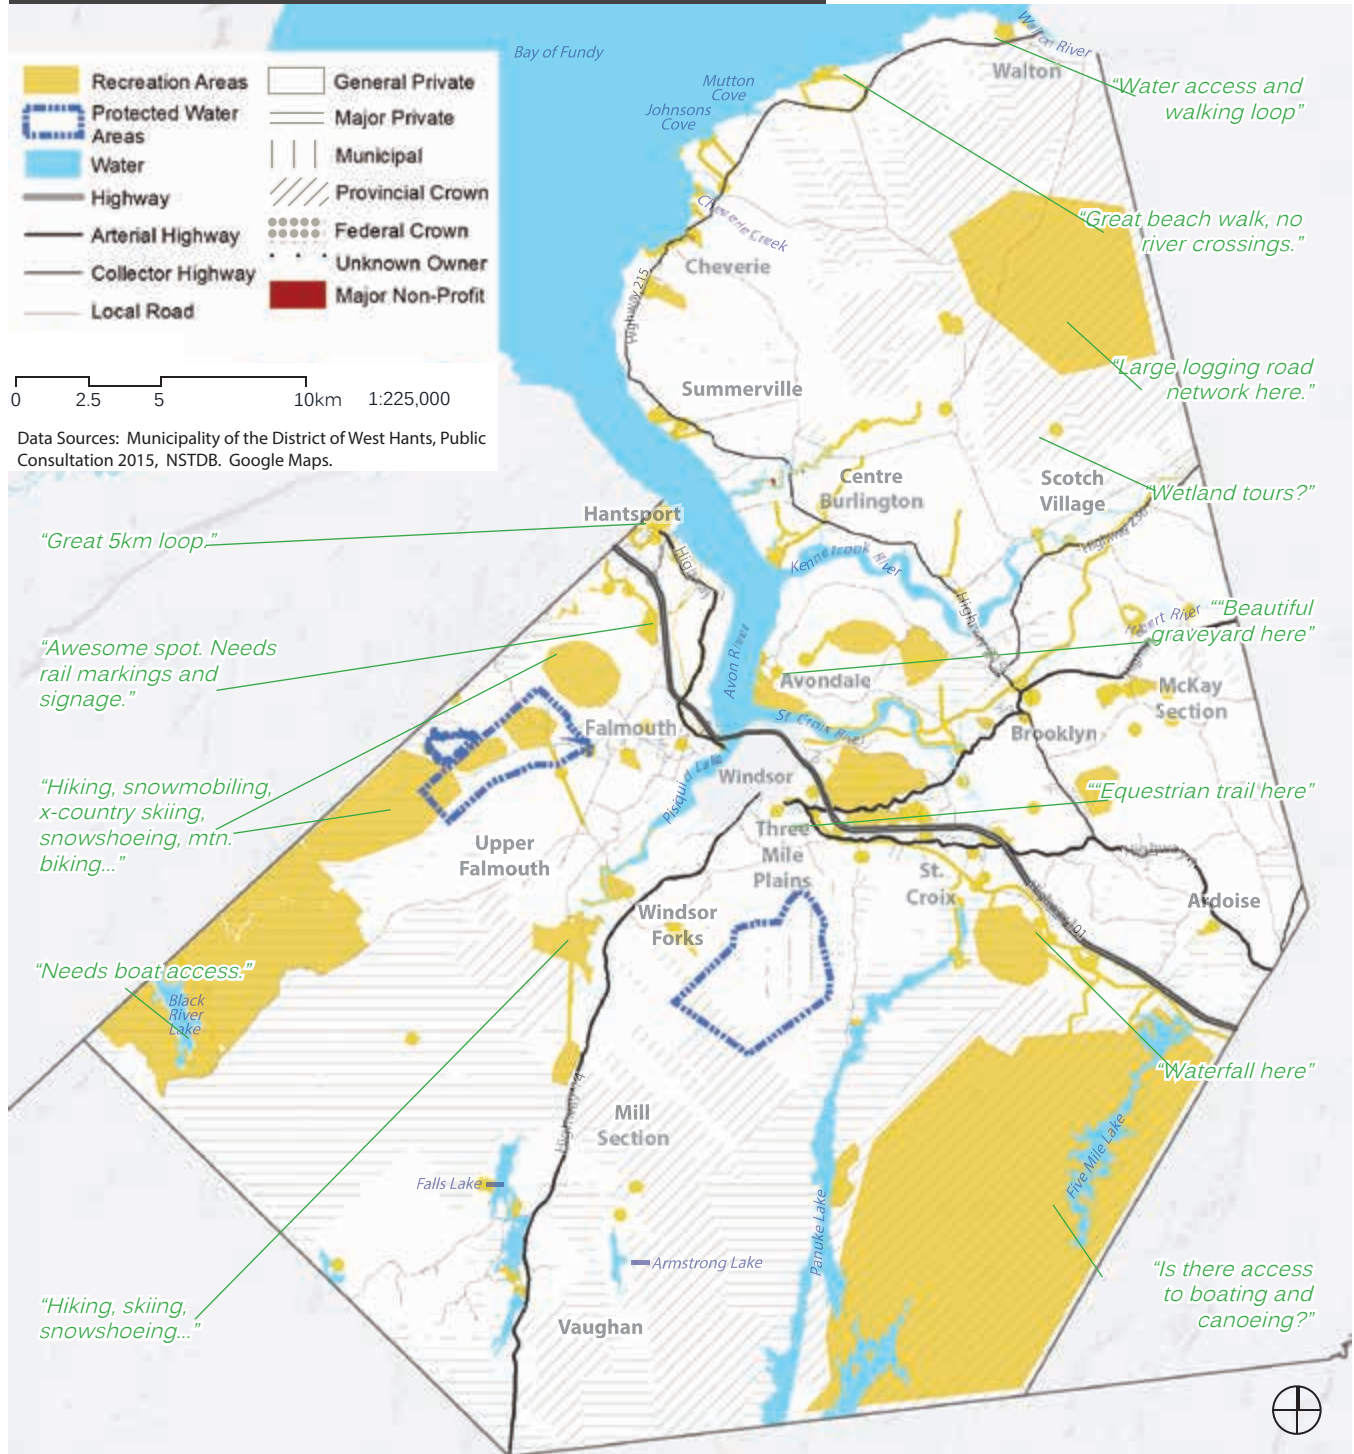 Bay of Fundy
Recreation Areas
Protected Water
Areas
Water
Highway
Arterial Highway
Collector Highway
Local Road
General Private
Major Private
Municipal
Provincial Crown
Federal Crown
Unknown Owner
Major Non-Profit
0 2.5 5 10km 1:225,000
Data Sources: Municipality of the District of West Hants, Public
Consultation 2015, NSTDB. Google Maps.
Walton River
Walton
Mutton
Cove
Johnsons
Cove
“Water access and
walking loop”
Cheverie Creek
“Great beach walk, no
river crossings.”
Cheverie
Highway 215
“Large logging road
network here.”
Summerville
Centre
Burlington
Scotch
Village
“Wetland tours?”
Hantsport
“Great 5km loop.”
Kennetcook River
““Beautiful
graveyard here”
“Awesome spot. Needs
rail markings and
signage.”
Avon River
Avondale
McKay
Section
St. Croix River
Falmouth
Brooklyn
Windsor
“Hiking, snowmobiling,
x-country skiing,
snowshoeing, mtn.
biking...”
““Equestrian trail here”
Upper
Falmouth
Three
Mile
Plains
St.
Croix
Ardoise
Windsor
Forks
Highway 101
“Needs boat access.”
Black
River
Lake
“Waterfall here”
Mill
Section
Five Mile Lake
Falls Lake
Panuke Lake
Armstrong Lake
“Is there access
to boating and
canoeing?”
“Hiking, skiing,
snowshoeing...”
Vaughan